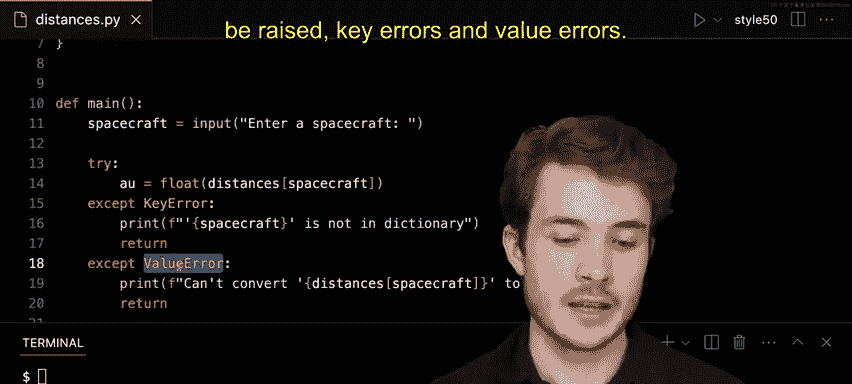 distances.py
style50
be raised, key errors and value errors.
7 }
8
9
10 def main():
11 spacecraft = input("Enter a spacecraft: ")
12
13 try:
14 au = float(distances[spacecraft])
15 except KeyError:
16 print(f"'{spacecraft}' is not in dictionary")
17 return
18 except ValueError:
19 print(f"Can't convert '{distances[spacecraft]}' to
20 return
TERMINAL
$